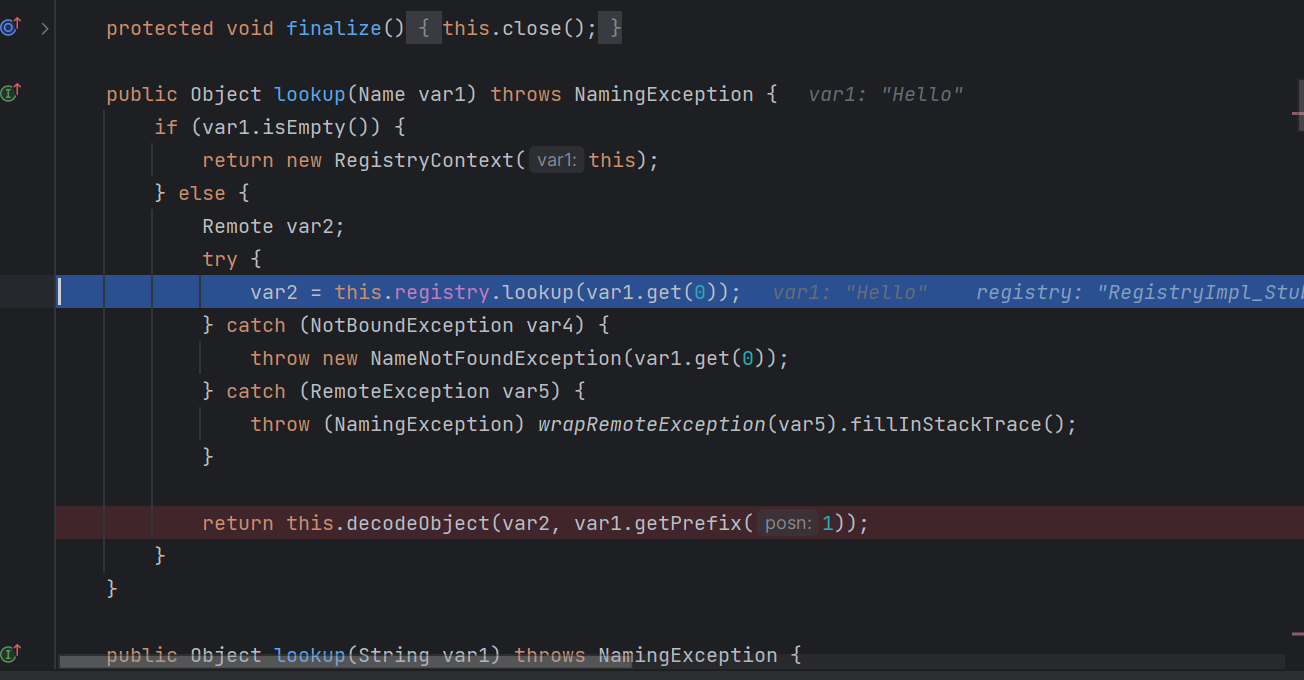 protected void finalize() { this.close(); }
public Object lookup(Name var1) throws NamingException {   var1: "Hello"
if (var1.isEmpty()) {
return new RegistryContext( var1: this);
} else {
Remote var2;
try {
var2 = this.registry.lookup(var1.get(0));   var1: "Hello"    registry: "RegistryImpl_Stub
} catch (NotBoundException var4) {
throw new NameNotFoundException(var1.get(0));
} catch (RemoteException var5) {
throw (NamingException) wrapRemoteException(var5).fillInStackTrace();
}
return this.decodeObject(var2, var1.getPrefix( posn: 1));
}
}
public Object lookup(String var1) throws NamingException {